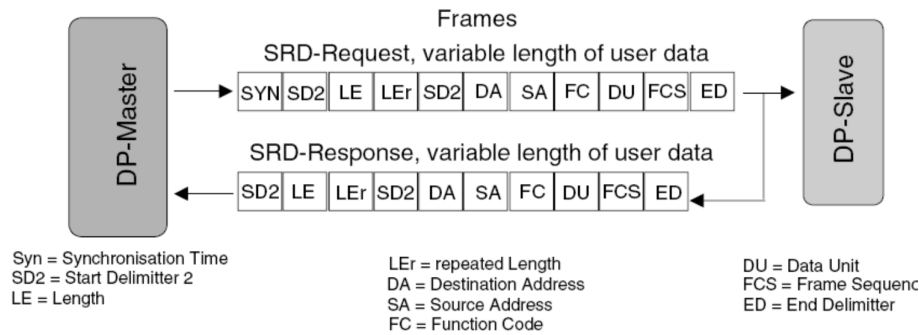 Frames
SRD-Request, variable length of user data
DP-Master
SYN SD2 LE LEr SD2 DA SA FC DU FCS ED
DP-Slave
SRD-Response, variable length of user data
SD2 LE LEr SD2 DA SA FC DU FCS ED
Syn = Synchronisation Time
SD2 = Start Delimitter 2
LE = Length
LEr = repeated Length
DA = Destination Address
SA = Source Address
FC = Function Code
DU = Data Unit
FCS = Frame Sequenc
ED = End Delimitter